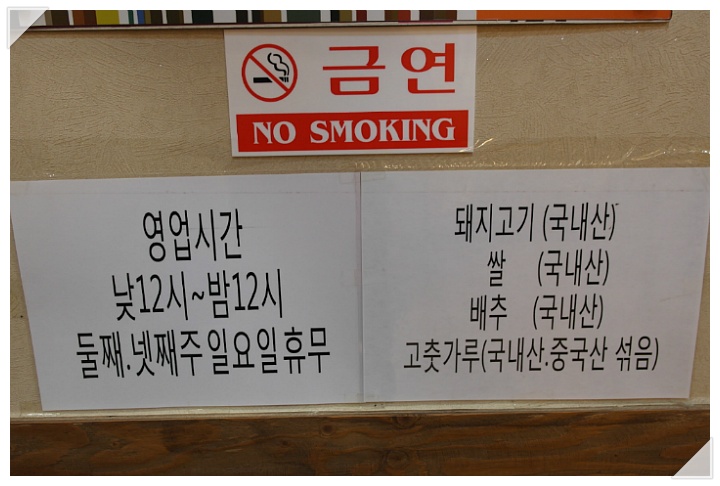 금연
NO SMOKING
영업시간
낮12시~밤12시
둘째.넷째주 일요일 휴무
돼지고기 (국내산)
쌀 (국내산)
배추 (국내산)
고춧가루(국내산.중국산 섞음)